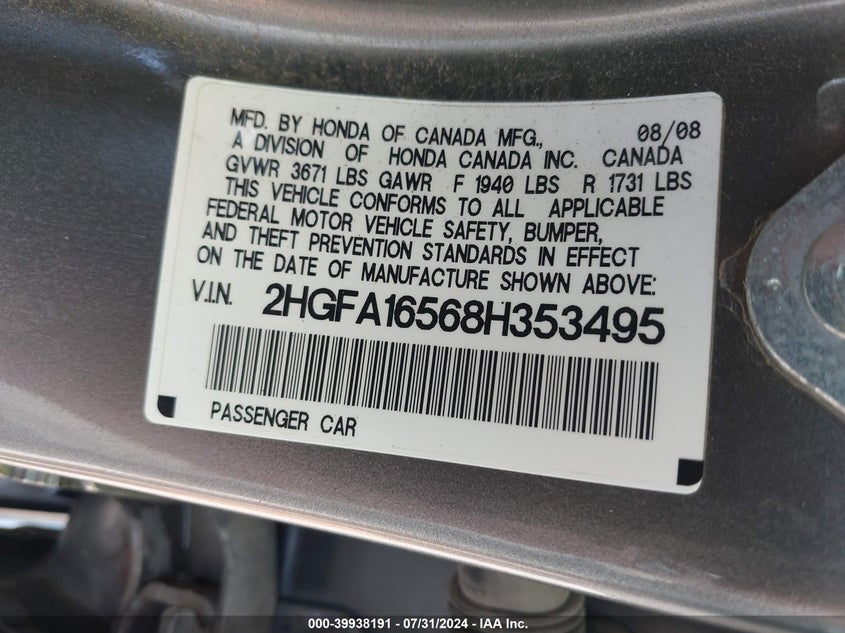 MFD. BY HONDA OF CANADA MFG., 08/08
A DIVISION OF HONDA CANADA INC. CANADA
GVWR 3671 LBS GAWR F 1940 LBS R 1731 LBS
THIS VEHICLE CONFORMS TO ALL APPLICABLE
FEDERAL MOTOR VEHICLE SAFETY, BUMPER,
AND THEFT PREVENTION STANDARDS IN EFFECT
ON THE DATE OF MANUFACTURE SHOWN ABOVE:
V.I.N. 2HGFA16568H353495
PASSENGER CAR
000-39938191 - 07/31/2024 - IAA Inc.